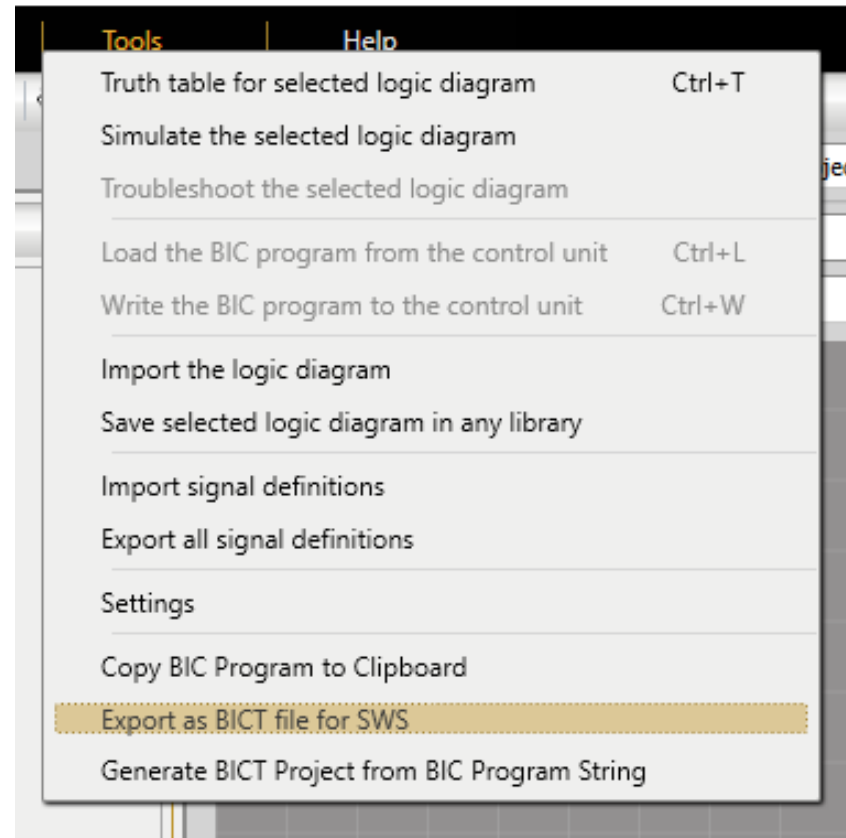 Tools Help
Truth table for selected logic diagram Ctrl+T
Simulate the selected logic diagram
Troubleshoot the selected logic diagram
Load the BIC program from the control unit Ctrl+L
Write the BIC program to the control unit Ctrl+W
Import the logic diagram
Save selected logic diagram in any library
Import signal definitions
Export all signal definitions
Settings
Copy BIC Program to Clipboard
Export as BICT file for SWS
Generate BICT Project from BIC Program String